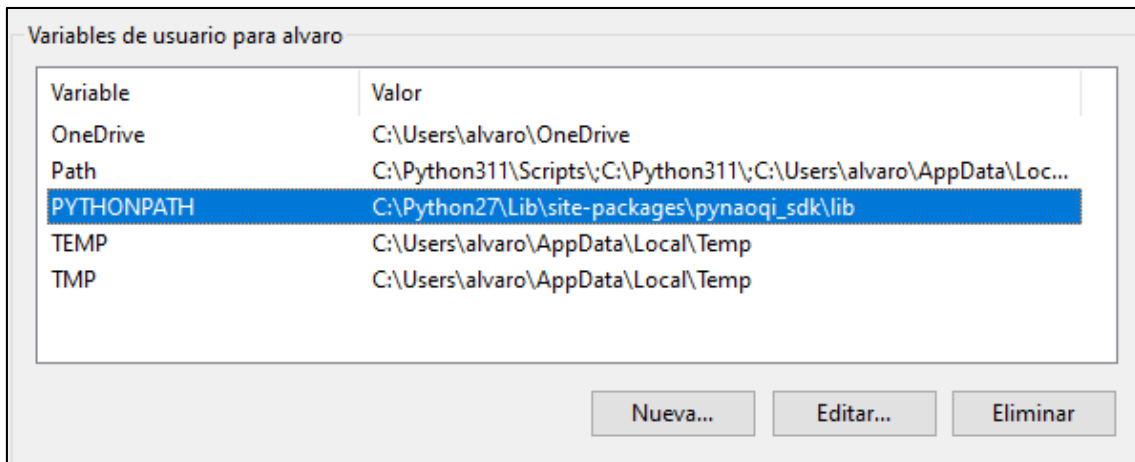 Variables de usuario para alvaro
Variable Valor
OneDrive C:\Users\alvaro\OneDrive
Path C:\Python311\Scripts\;C:\Python311\;C:\Users\alvaro\AppData\Loc...
PYTHONPATH C:\Python27\Lib\site-packages\pynaoqi_sdk\lib
TEMP C:\Users\alvaro\AppData\Local\Temp
TMP C:\Users\alvaro\AppData\Local\Temp
Nueva... Editar... Eliminar